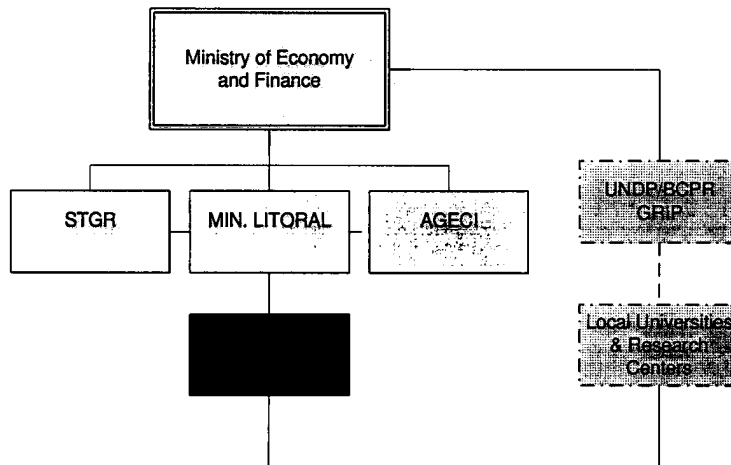 Ministry of Economy
and Finance
STGR
MIN. LITORAL
AGECI
UNDP/BCPR
GRIP
Local Universities
& Research
Centers